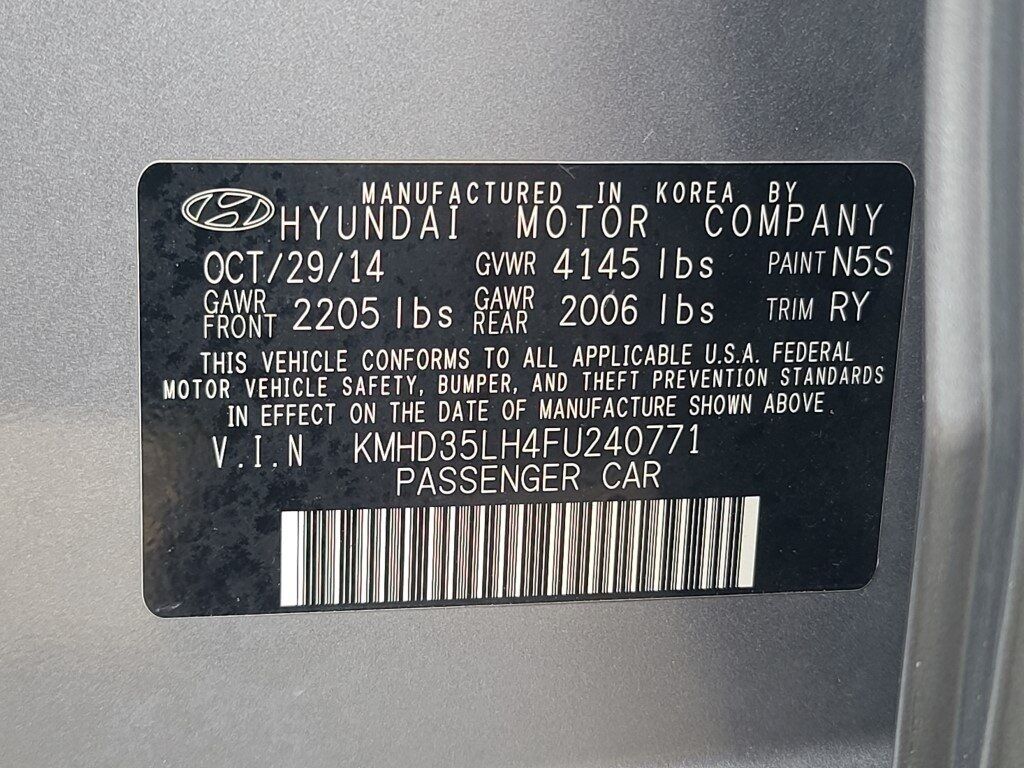 MANUFACTURED IN KOREA BY
HYUNDAI MOTOR COMPANY
OCT/29/14 GVWR 4145 lbs PAINT N5S
GAWR FRONT 2205 lbs GAWR REAR 2006 lbs TRIM RY
THIS VEHICLE CONFORMS TO ALL APPLICABLE U.S.A. FEDERAL
MOTOR VEHICLE SAFETY, BUMPER, AND THEFT PREVENTION STANDARDS
IN EFFECT ON THE DATE OF MANUFACTURE SHOWN ABOVE
V.I.N KMHD35LH4FU240771
PASSENGER CAR